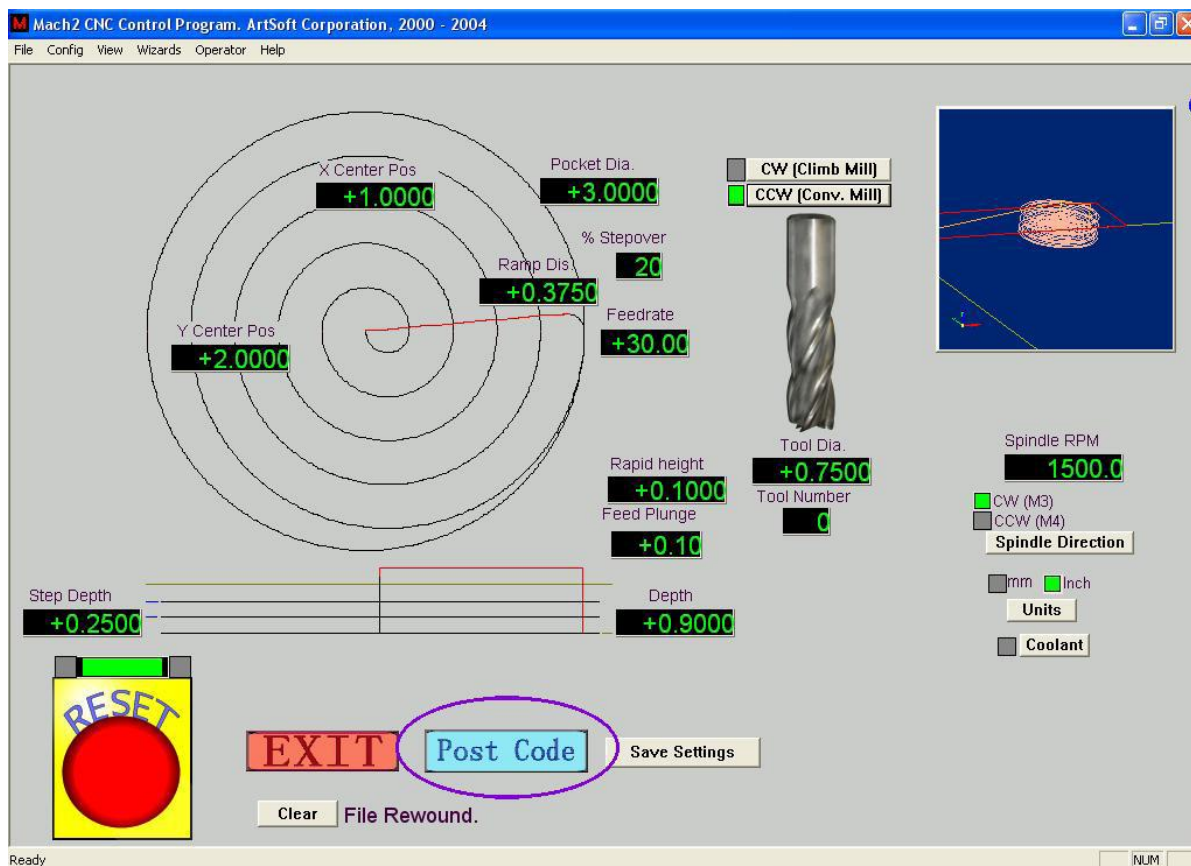 Mach2 CNC Control Program. ArtSoft Corporation, 2000 - 2004
File Config View Wizards Operator Help
X Center Pos
+1.0000
Pocket Dia.
+3.0000
CW (Climb Mill)
CCW (Conv. Mill)
% Stepover
20
Ramp Dis.
+0.3750
Feedrate
+30.00
Y Center Pos
+2.0000
Tool Dia.
+0.7500
Spindle RPM
1500.0
Rapid height
+0.1000
Tool Number
0
Feed Plunge
+0.10
CW (M3)
CCW (M4)
Spindle Direction
Step Depth
+0.2500
Depth
+0.9000
mm Inch
Units
Coolant
RESET
EXIT
Post Code
Save Settings
Clear File Rewound.
Ready NUM